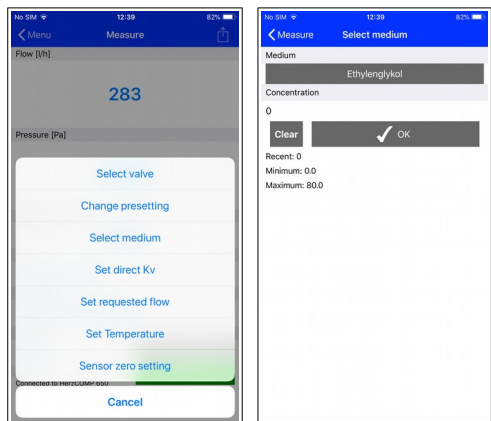 No SIM 12:39 82%
Menu Measure
Flow [l/h]
283
Pressure [Pa]
Select valve
Change presetting
Select medium
Set direct Kv
Set requested flow
Set Temperature
Sensor zero setting
Connected to HerzCOMP 650
Cancel
No SIM 12:39 82%
Measure Select medium
Medium
Ethylenglykol
Concentration
0
Clear OK
Recent: 0
Minimum: 0.0
Maximum: 80.0